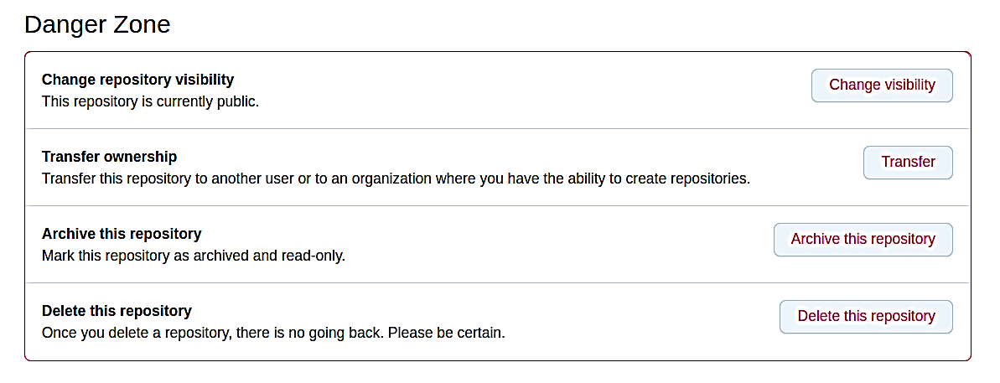 Danger Zone
Change repository visibility
This repository is currently public.
Change visibility
Transfer ownership
Transfer this repository to another user or to an organization where you have the ability to create repositories.
Transfer
Archive this repository
Mark this repository as archived and read-only.
Archive this repository
Delete this repository
Once you delete a repository, there is no going back. Please be certain.
Delete this repository